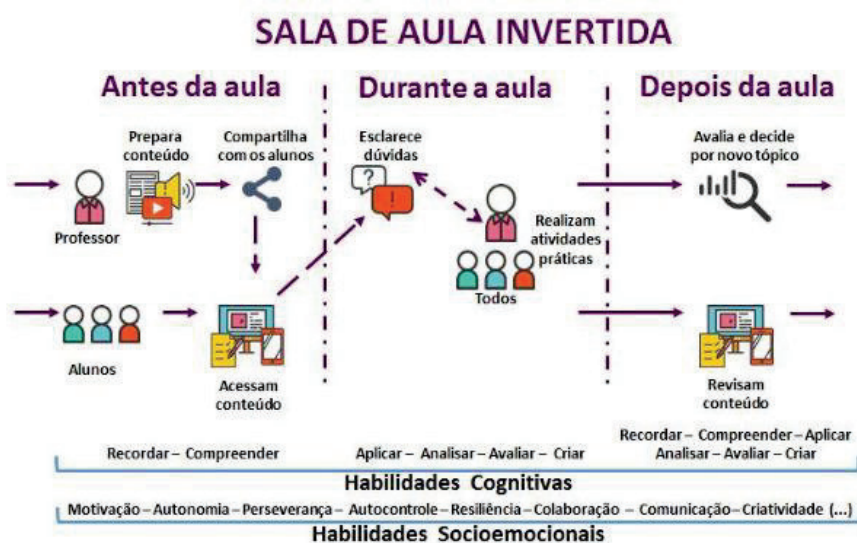 SALA DE AULA INVERTIDA
Antes da aula
Durante a aula
Depois da aula
Prepara
conteúdo
Compartilha
com os alunos
Professor
Alunos
Acessam
conteúdo
Esclarece
dúvidas
?
!
Realizam
atividades
práticas
Todos
Avalia e decide
por novo tópico
Revisam
conteúdo
Recordar – Compreender
Aplicar – Analisar – Avaliar – Criar
Recordar – Compreender – Aplicar
Analisar – Avaliar – Criar
Habilidades Cognitivas
Motivação – Autonomia – Perseverança – Autocontrole – Resiliência – Colaboração – Comunicação – Criatividade (...)
Habilidades Socioemocionais